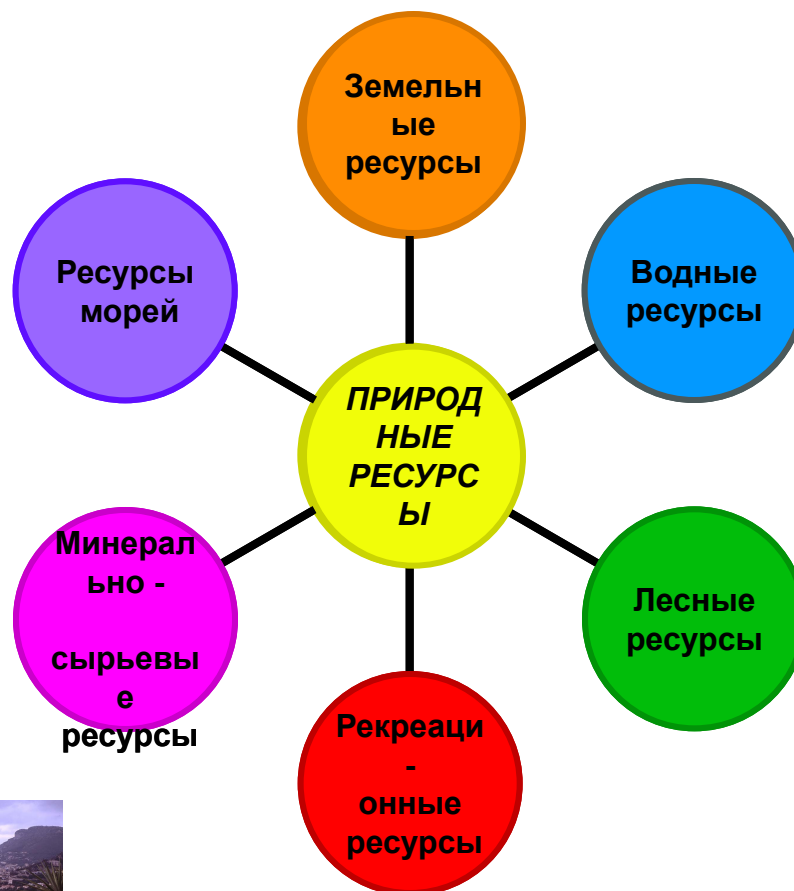 Земельн
ые
ресурсы
Ресурсы
морей
Водные
ресурсы
ПРИРОД
НЫЕ
РЕСУРС
Ы
Минерал
ьно -
сырьевы
е
ресурсы
Лесные
ресурсы
Рекреаци
-
онные
ресурсы